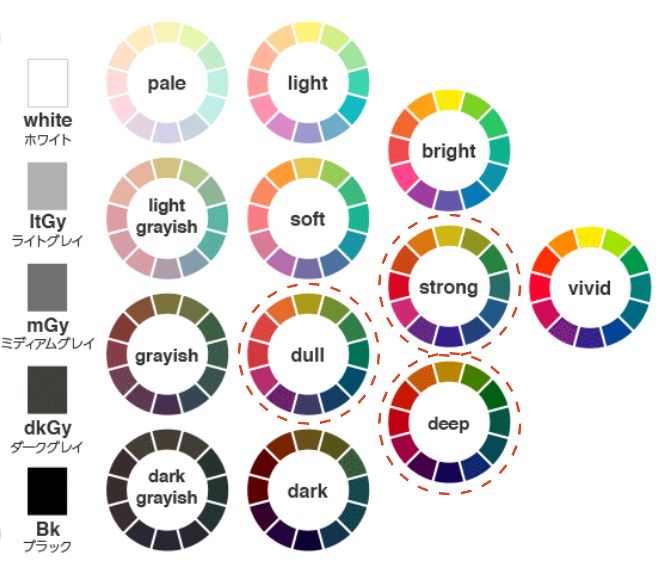 white
ホワイト
ltGy
ライトグレイ
mGy
ミディアムグレイ
dkGy
ダークグレイ
Bk
ブラック
pale
light
bright
light
grayish
soft
strong
vivid
grayish
dull
deep
dark
grayish
dark